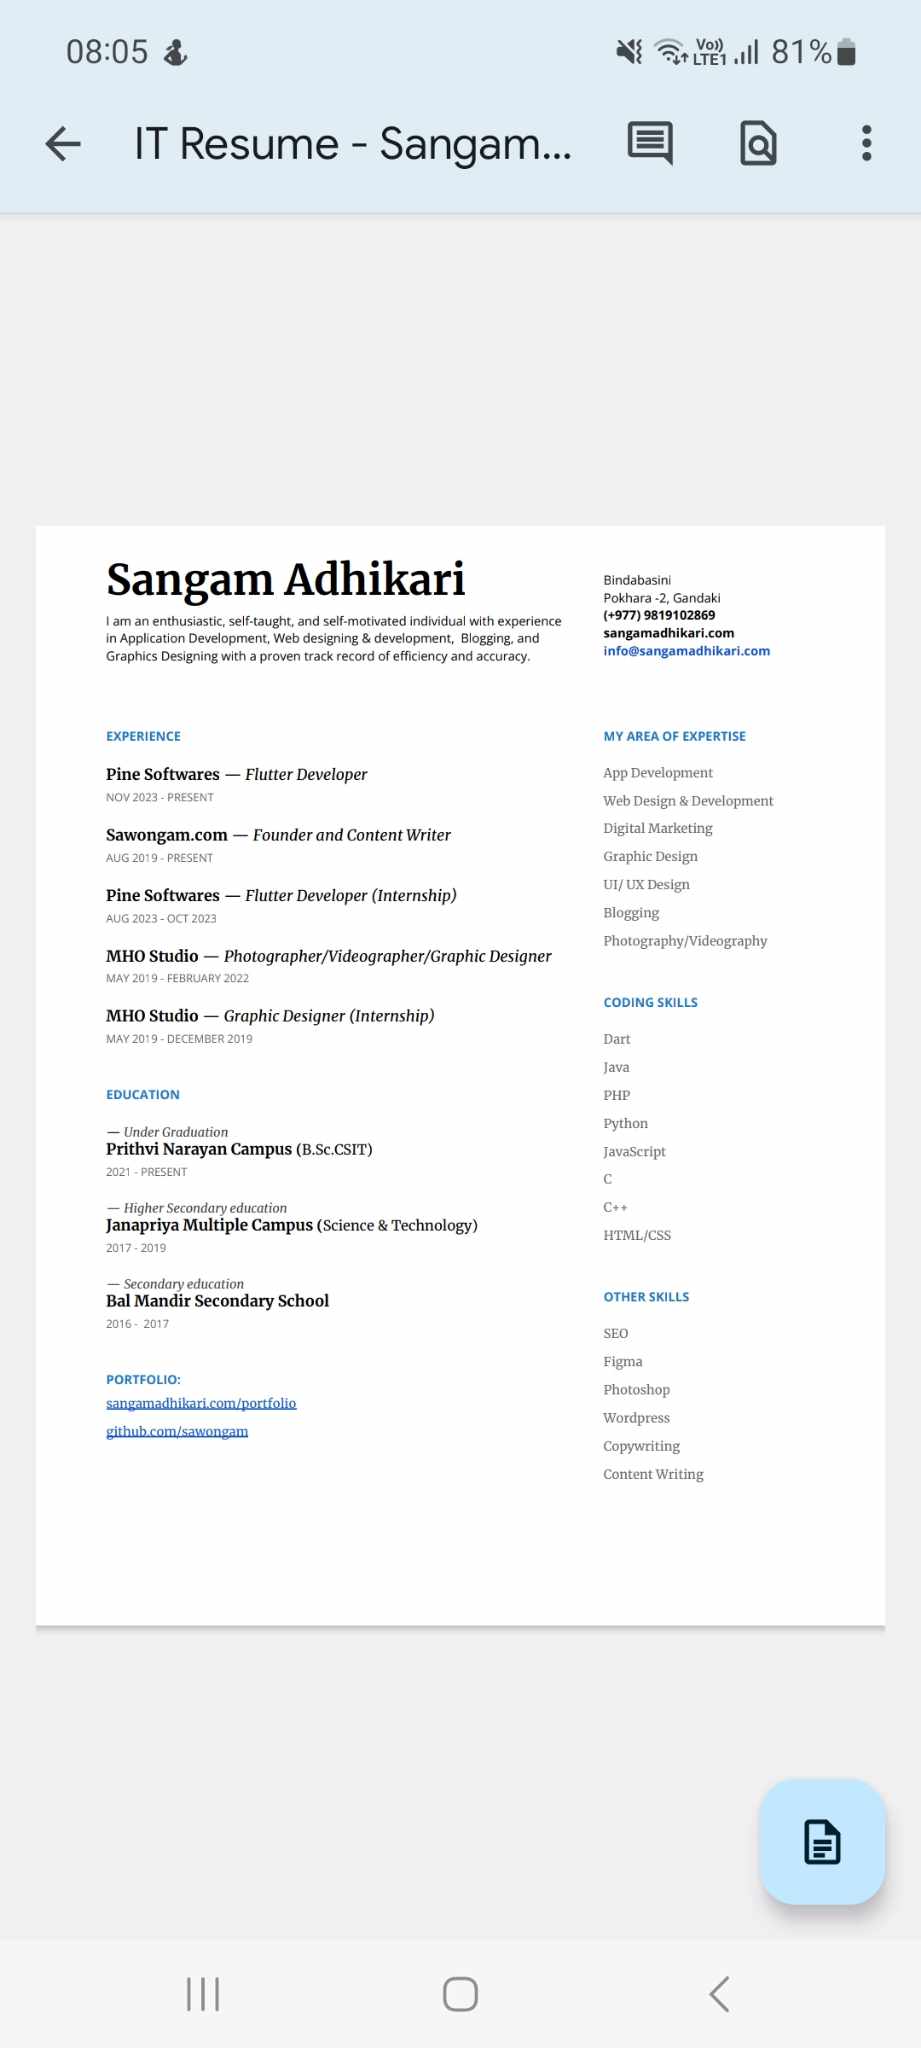 08:05
Vo)) LTE1 81%
IT Resume - Sangam...
Sangam Adhikari
I am an enthusiastic, self-taught, and self-motivated individual with experience
in Application Development, Web designing & development,  Blogging, and
Graphics Designing with a proven track record of efficiency and accuracy.
Bindabasini
Pokhara -2, Gandaki
(+977) 9819102869
sangamadhikari.com
info@sangamadhikari.com
EXPERIENCE
Pine Softwares — Flutter Developer
NOV 2023 - PRESENT
Sawongam.com — Founder and Content Writer
AUG 2019 - PRESENT
Pine Softwares — Flutter Developer (Internship)
AUG 2023 - OCT 2023
MHO Studio — Photographer/Videographer/Graphic Designer
MAY 2019 - FEBRUARY 2022
MHO Studio — Graphic Designer (Internship)
MAY 2019 - DECEMBER 2019
EDUCATION
— Under Graduation
Prithvi Narayan Campus (B.Sc.CSIT)
2021 - PRESENT
— Higher Secondary education
Janapriya Multiple Campus (Science & Technology)
2017 - 2019
— Secondary education
Bal Mandir Secondary School
2016 -  2017
PORTFOLIO:
sangamadhikari.com/portfolio
github.com/sawongam
MY AREA OF EXPERTISE
App Development
Web Design & Development
Digital Marketing
Graphic Design
UI/ UX Design
Blogging
Photography/Videography
CODING SKILLS
Dart
Java
PHP
Python
JavaScript
C
C++
HTML/CSS
OTHER SKILLS
SEO
Figma
Photoshop
Wordpress
Copywriting
Content Writing